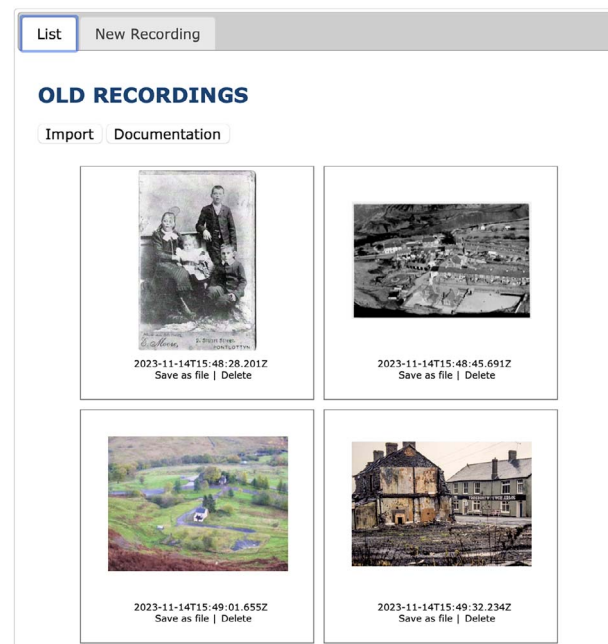 List
New Recording
OLD RECORDINGS
Import
Documentation
E. Moore,
PONTLOTTYN
2023-11-14T15:48:28.201Z
Save as file | Delete
2023-11-14T15:48:45.691Z
Save as file | Delete
2023-11-14T15:49:01.655Z
Save as file | Delete
2023-11-14T15:49:32.234Z
Save as file | Delete